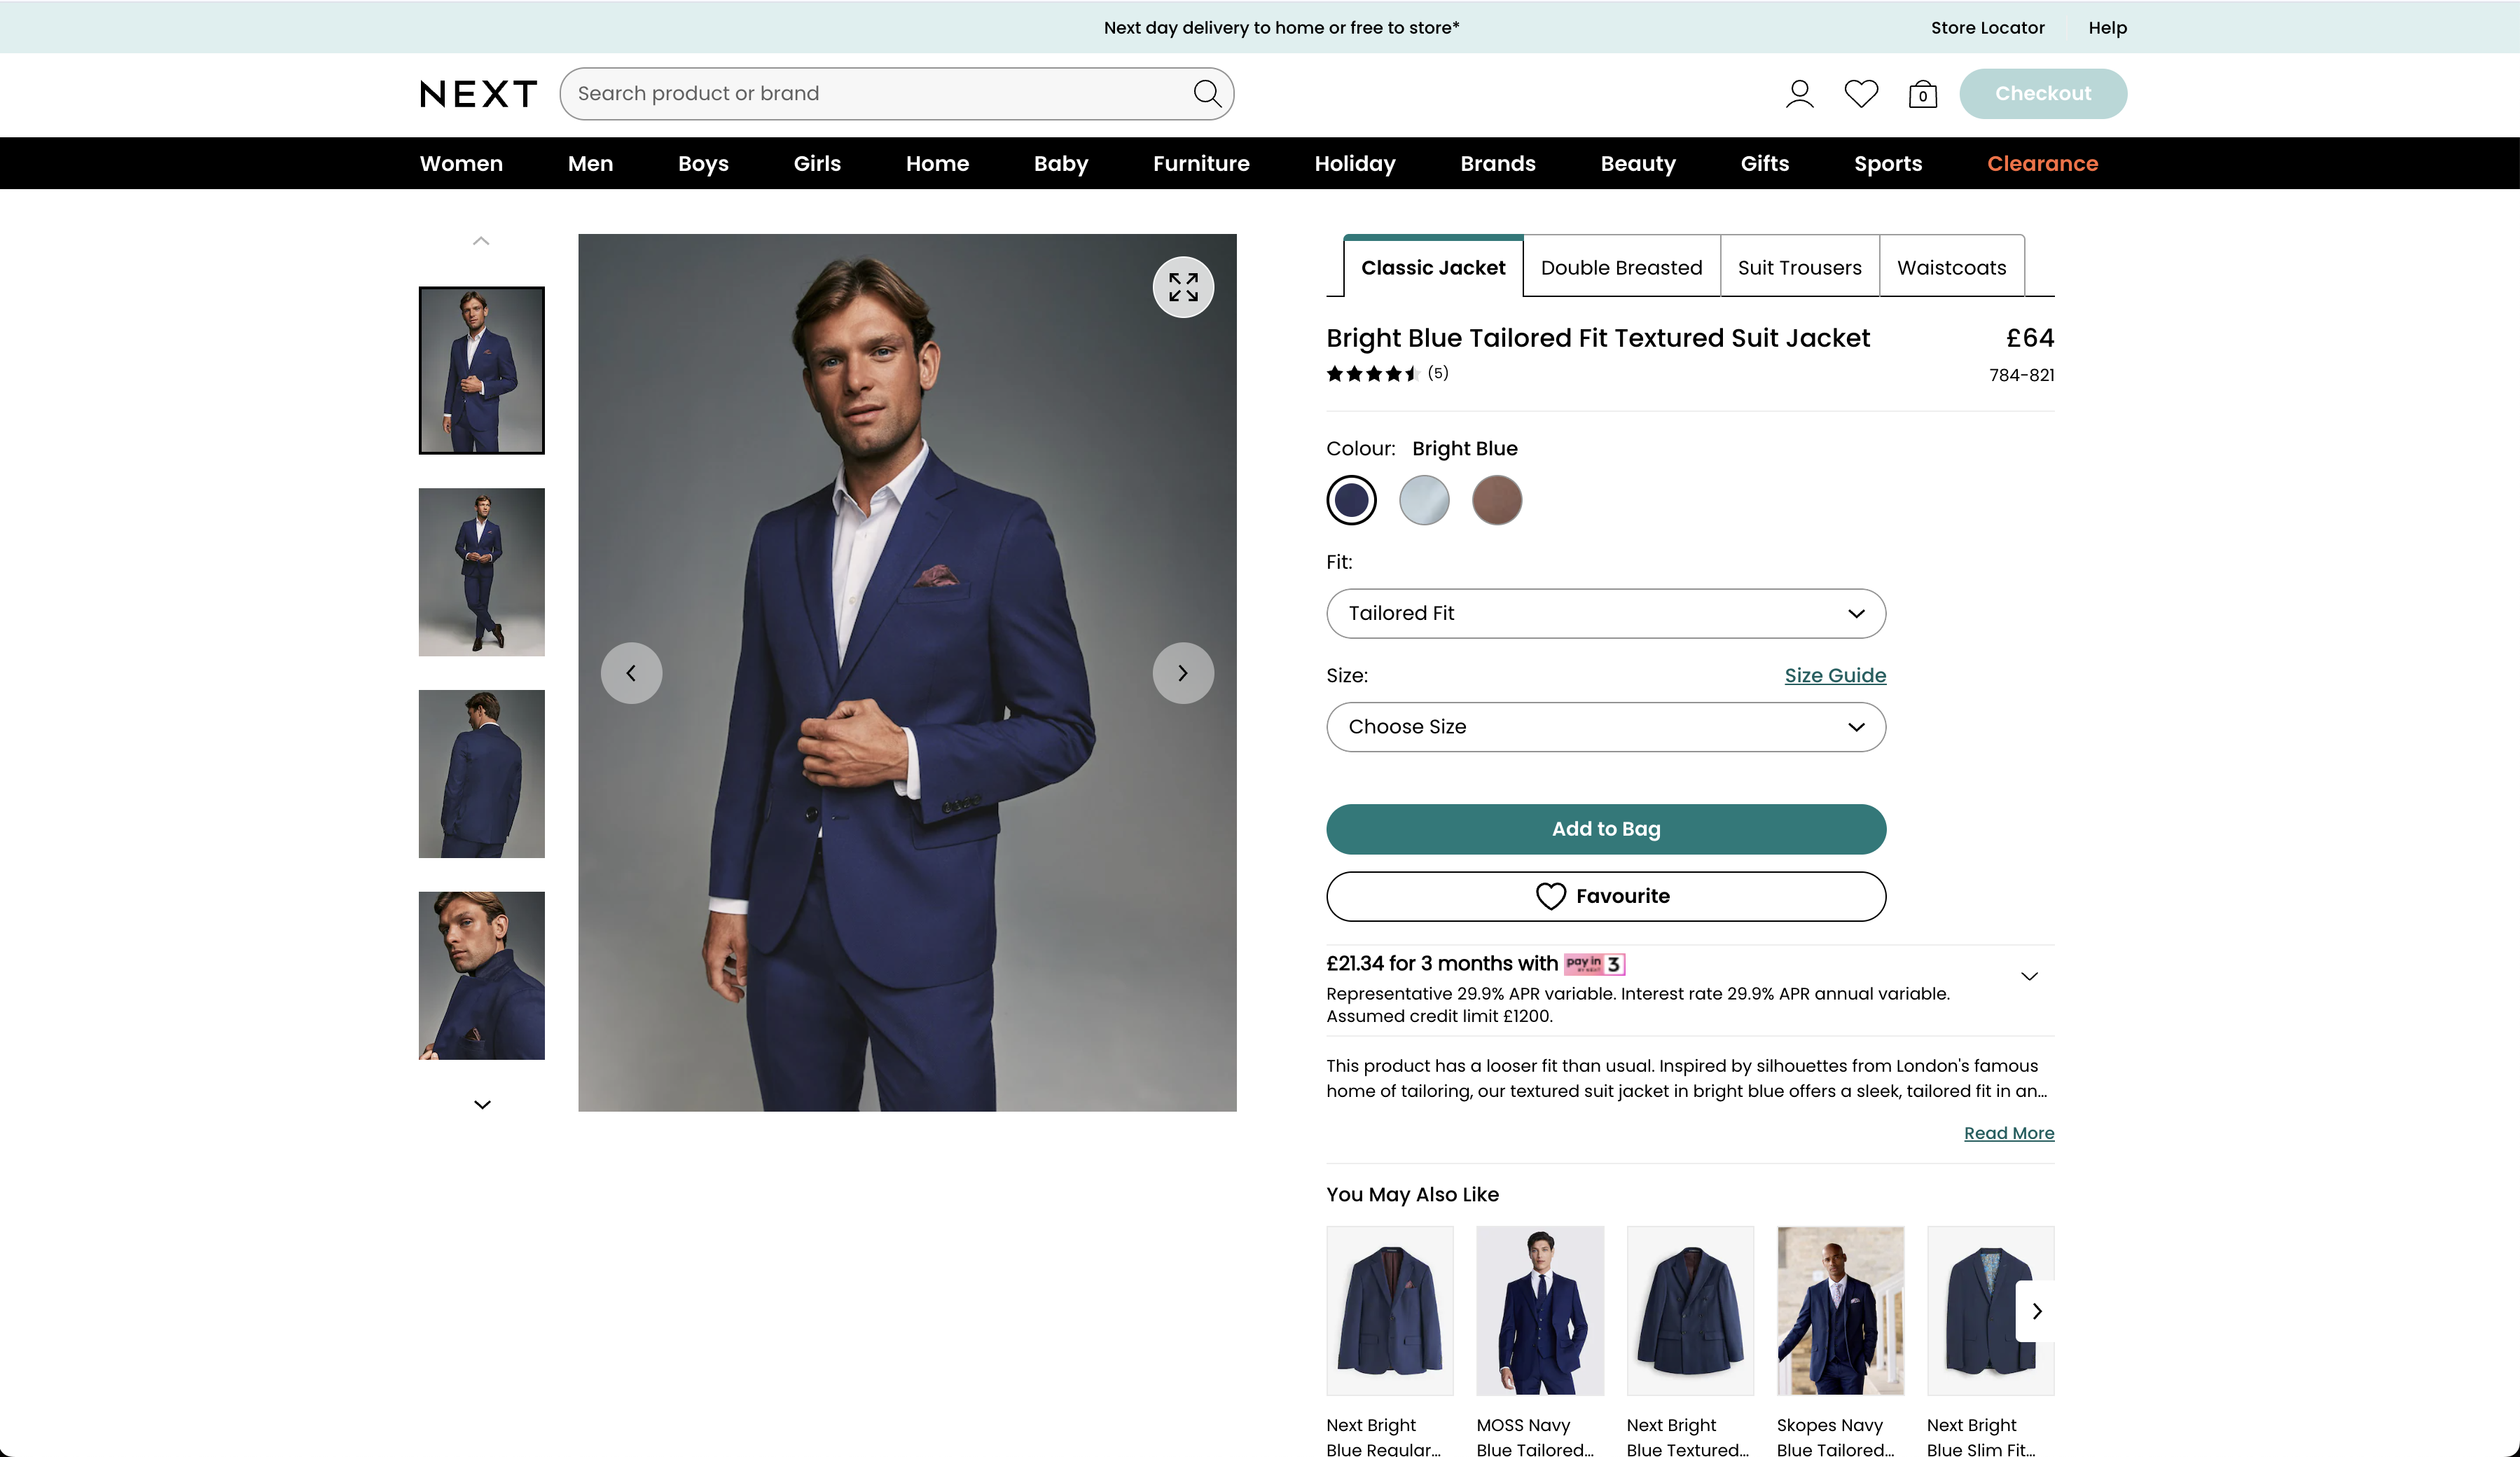 Next day delivery to home or free to store*
Store Locator
Help
NEXT
Search product or brand
0
Checkout
Women
Men
Boys
Girls
Home
Baby
Furniture
Holiday
Brands
Beauty
Gifts
Sports
Clearance
Classic Jacket
Double Breasted
Suit Trousers
Waistcoats
Bright Blue Tailored Fit Textured Suit Jacket
£64
(5)
784-821
Colour: Bright Blue
Fit:
Tailored Fit
Size:
Size Guide
Choose Size
Add to Bag
Favourite
£21.34 for 3 months with pay in 3
BY NEXT
Representative 29.9% APR variable. Interest rate 29.9% APR annual variable.
Assumed credit limit £1200.
This product has a looser fit than usual. Inspired by silhouettes from London's famous
home of tailoring, our textured suit jacket in bright blue offers a sleek, tailored fit in an...
Read More
You May Also Like
Next Bright
Blue Regular...
MOSS Navy
Blue Tailored...
Next Bright
Blue Textured...
Skopes Navy
Blue Tailored...
Next Bright
Blue Slim Fit...